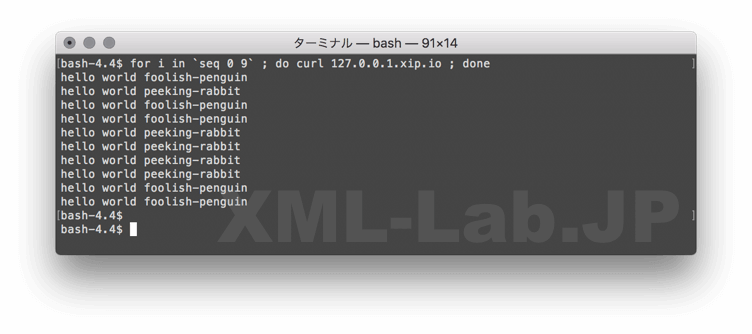 ターミナル — bash — 91×14
[bash-4.4$ for i in `seq 0 9` ; do curl 127.0.0.1.xip.io ; done ]
hello world foolish-penguin
hello world peeking-rabbit
hello world foolish-penguin
hello world foolish-penguin
hello world peeking-rabbit
hello world peeking-rabbit
hello world peeking-rabbit
hello world peeking-rabbit
hello world foolish-penguin
hello world foolish-penguin
[bash-4.4$ ]
bash-4.4$
XML-Lab.JP